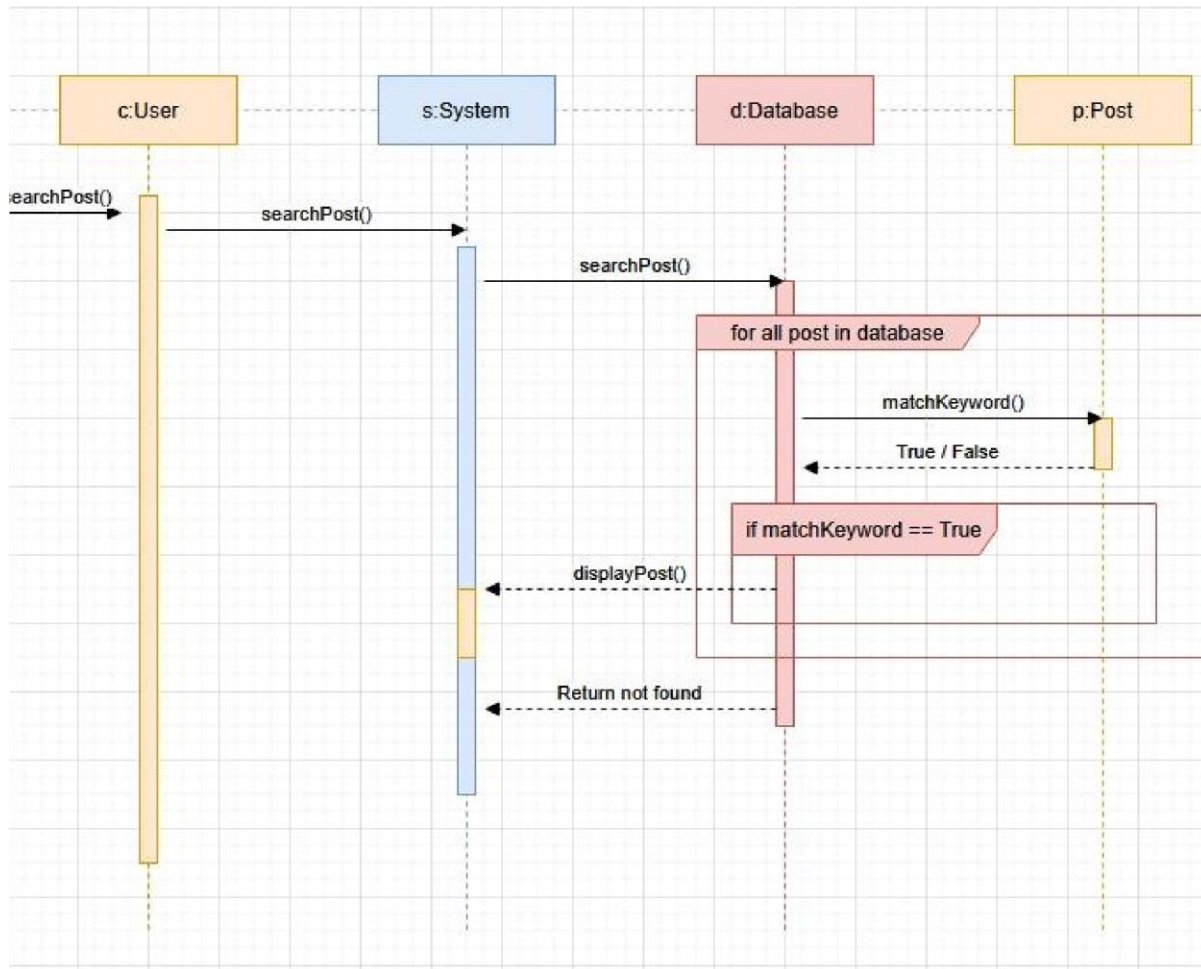 c:User
s:System
d:Database
p:Post
earchPost()
searchPost()
searchPost()
for all post in database
matchKeyword()
True / False
if matchKeyword == True
displayPost()
Return not found